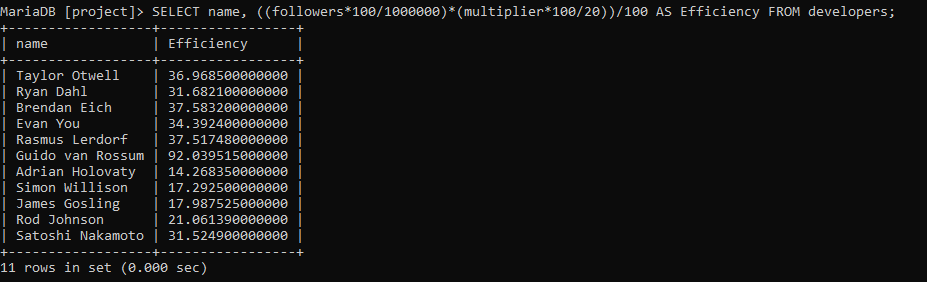 MariaDB [project]> SELECT name, ((followers*100/1000000)*(multiplier*100/20))/100 AS Efficiency FROM developers;
+------------------+-----------------+
| name             | Efficiency      |
+------------------+-----------------+
| Taylor Otwell    | 36.968500000000 |
| Ryan Dahl        | 31.682100000000 |
| Brendan Eich     | 37.583200000000 |
| Evan You         | 34.392400000000 |
| Rasmus Lerdorf   | 37.517480000000 |
| Guido van Rossum | 92.039515000000 |
| Adrian Holovaty  | 14.268350000000 |
| Simon Willison   | 17.292500000000 |
| James Gosling    | 17.987525000000 |
| Rod Johnson      | 21.061390000000 |
| Satoshi Nakamoto | 31.524900000000 |
+------------------+-----------------+
11 rows in set (0.000 sec)